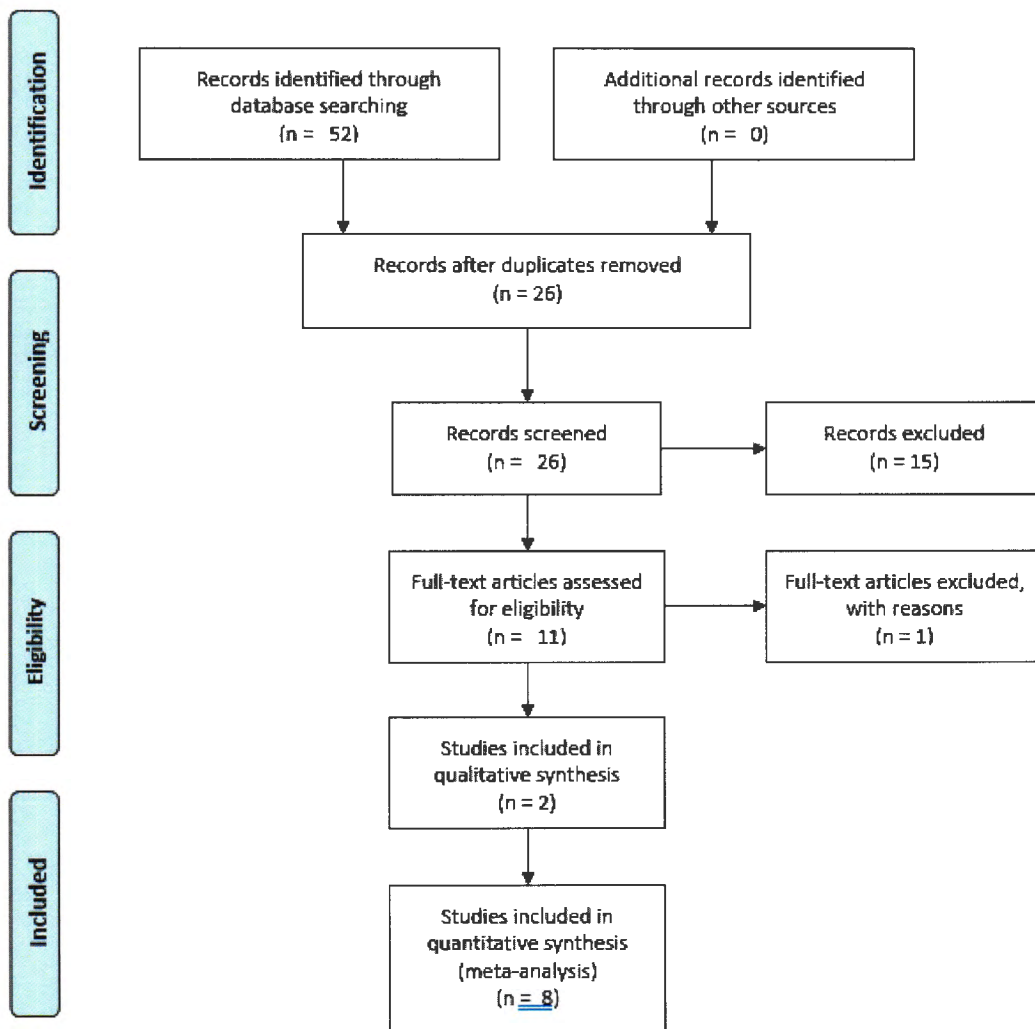 Identification
Records identified through
database searching
(n = 52)
Additional records identified
through other sources
(n = 0)
Records after duplicates removed
(n = 26)
Screening
Records screened
(n = 26)
Records excluded
(n = 15)
Eligibility
Full-text articles assessed
for eligibility
(n = 11)
Full-text articles excluded,
with reasons
(n = 1)
Studies included in
qualitative synthesis
(n = 2)
Included
Studies included in
quantitative synthesis
(meta-analysis)
(n = 8)